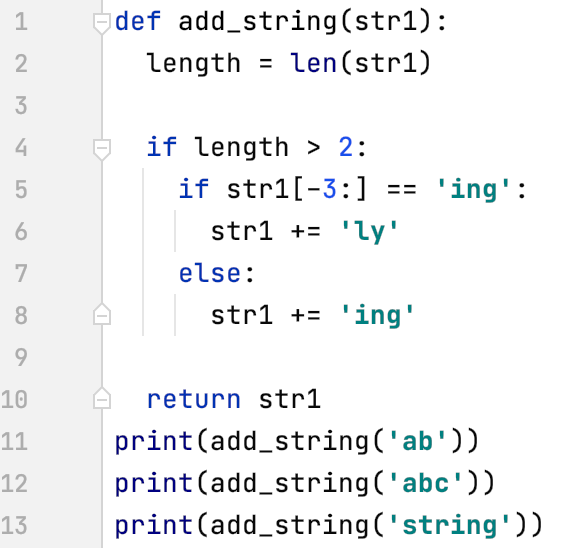 1 def add_string(str1):
2   length = len(str1)
3
4   if length > 2:
5     if str1[-3:] == 'ing':
6       str1 += 'ly'
7     else:
8       str1 += 'ing'
9
10   return str1
11 print(add_string('ab'))
12 print(add_string('abc'))
13 print(add_string('string'))